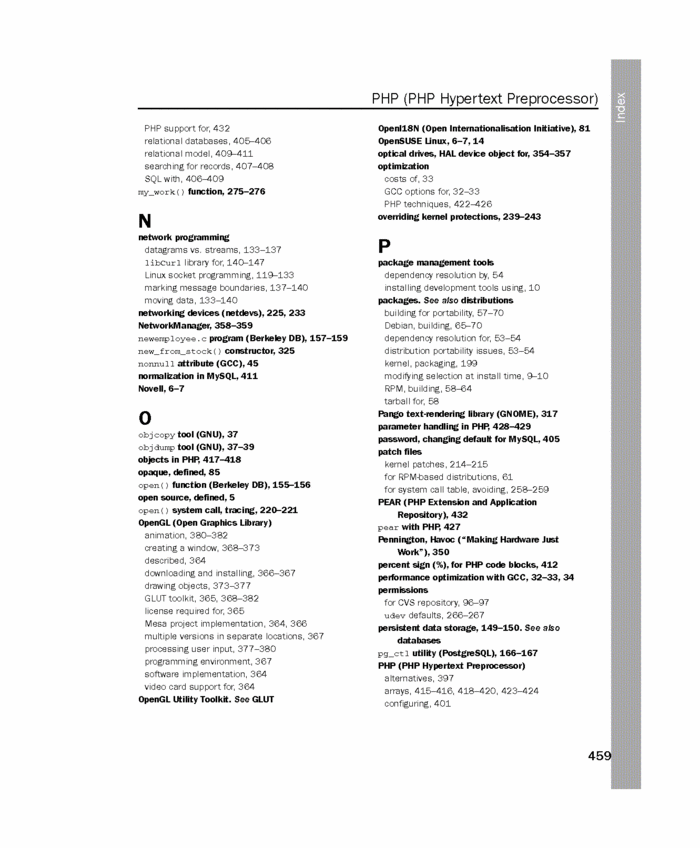 PHP (PHP Hypertext Preprocessor)
Index
PHP support for, 432
relational databases, 405–406
relational model, 409–411
searching for records, 407–408
SQL with, 406–409
my_work() function, 275–276
N
network programming
datagrams vs. streams, 133–137
libCurl library for, 140–147
Linux socket programming, 119–133
marking message boundaries, 137–140
moving data, 133–140
networking devices (netdevs), 225, 233
NetworkManager, 358–359
newemployee.c program (Berkeley DB), 157–159
new_from_stock() constructor, 325
nonnull attribute (GCC), 45
normalization in MySQL, 411
Novell, 6–7
O
objcopy tool (GNU), 37
objdump tool (GNU), 37–39
objects in PHP, 417–418
opaque, defined, 85
open() function (Berkeley DB), 155–156
open source, defined, 5
open() system call, tracing, 220–221
OpenGL (Open Graphics Library)
animation, 380–382
creating a window, 368–373
described, 364
downloading and installing, 366–367
drawing objects, 373–377
GLUT toolkit, 365, 368–382
license required for, 365
Mesa project implementation, 364, 366
multiple versions in separate locations, 367
processing user input, 377–380
programming environment, 367
software implementation, 364
video card support for, 364
OpenGL Utility Toolkit. See GLUT
OpenI18N (Open Internationalisation Initiative), 81
OpenSUSE Linux, 6–7, 14
optical drives, HAL device object for, 354–357
optimization
costs of, 33
GCC options for, 32–33
PHP techniques, 422–426
overriding kernel protections, 239–243
P
package management tools
dependency resolution by, 54
installing development tools using, 10
packages. See also distributions
building for portability, 57–70
Debian, building, 65–70
dependency resolution for, 53–54
distribution portability issues, 53–54
kernel, packaging, 199
modifying selection at install time, 9–10
RPM, building, 58–64
tarball for, 58
Pango text-rendering library (GNOME), 317
parameter handling in PHP, 428–429
password, changing default for MySQL, 405
patch files
kernel patches, 214–215
for RPM-based distributions, 61
for system call table, avoiding, 258–259
PEAR (PHP Extension and Application
Repository), 432
pear with PHP, 427
Pennington, Havoc (“Making Hardware Just
Work”), 350
percent sign (%), for PHP code blocks, 412
performance optimization with GCC, 32–33, 34
permissions
for CVS repository, 96–97
udev defaults, 266–267
persistent data storage, 149–150. See also
databases
pg_ctl utility (PostgreSQL), 166–167
PHP (PHP Hypertext Preprocessor)
alternatives, 397
arrays, 415–416, 418–420, 423–424
configuring, 401
459